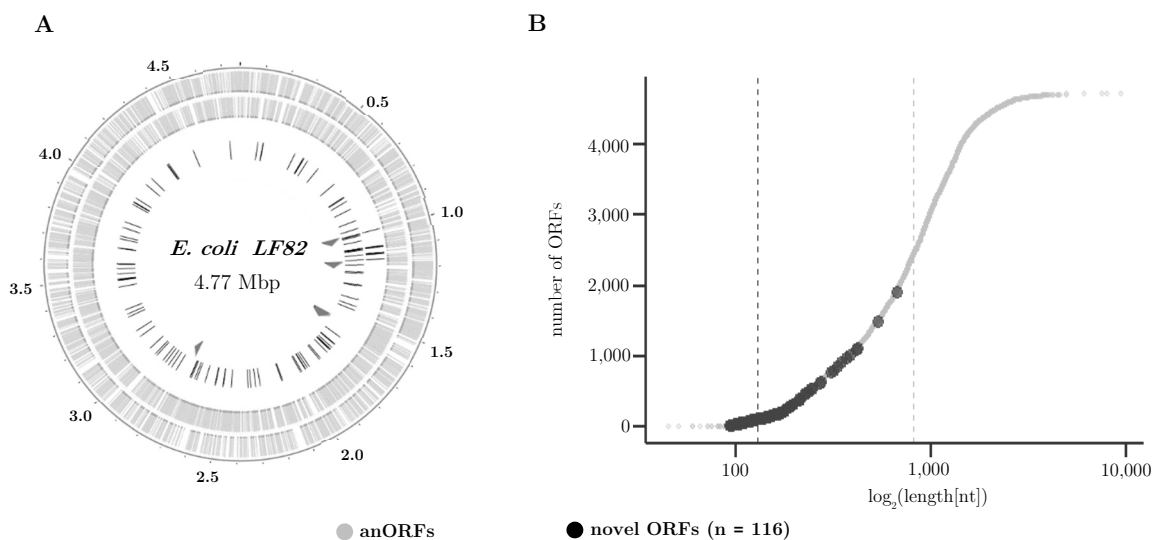 A
B
4.5
0.5
4.0
1.0
E. coli LF82
4.77 Mbp
3.5
1.5
3.0
2.0
2.5
number of ORFs
4,000
3,000
2,000
1,000
0
100
1,000
10,000
log₂(length[nt])
anORFs
novel ORFs (n = 116)